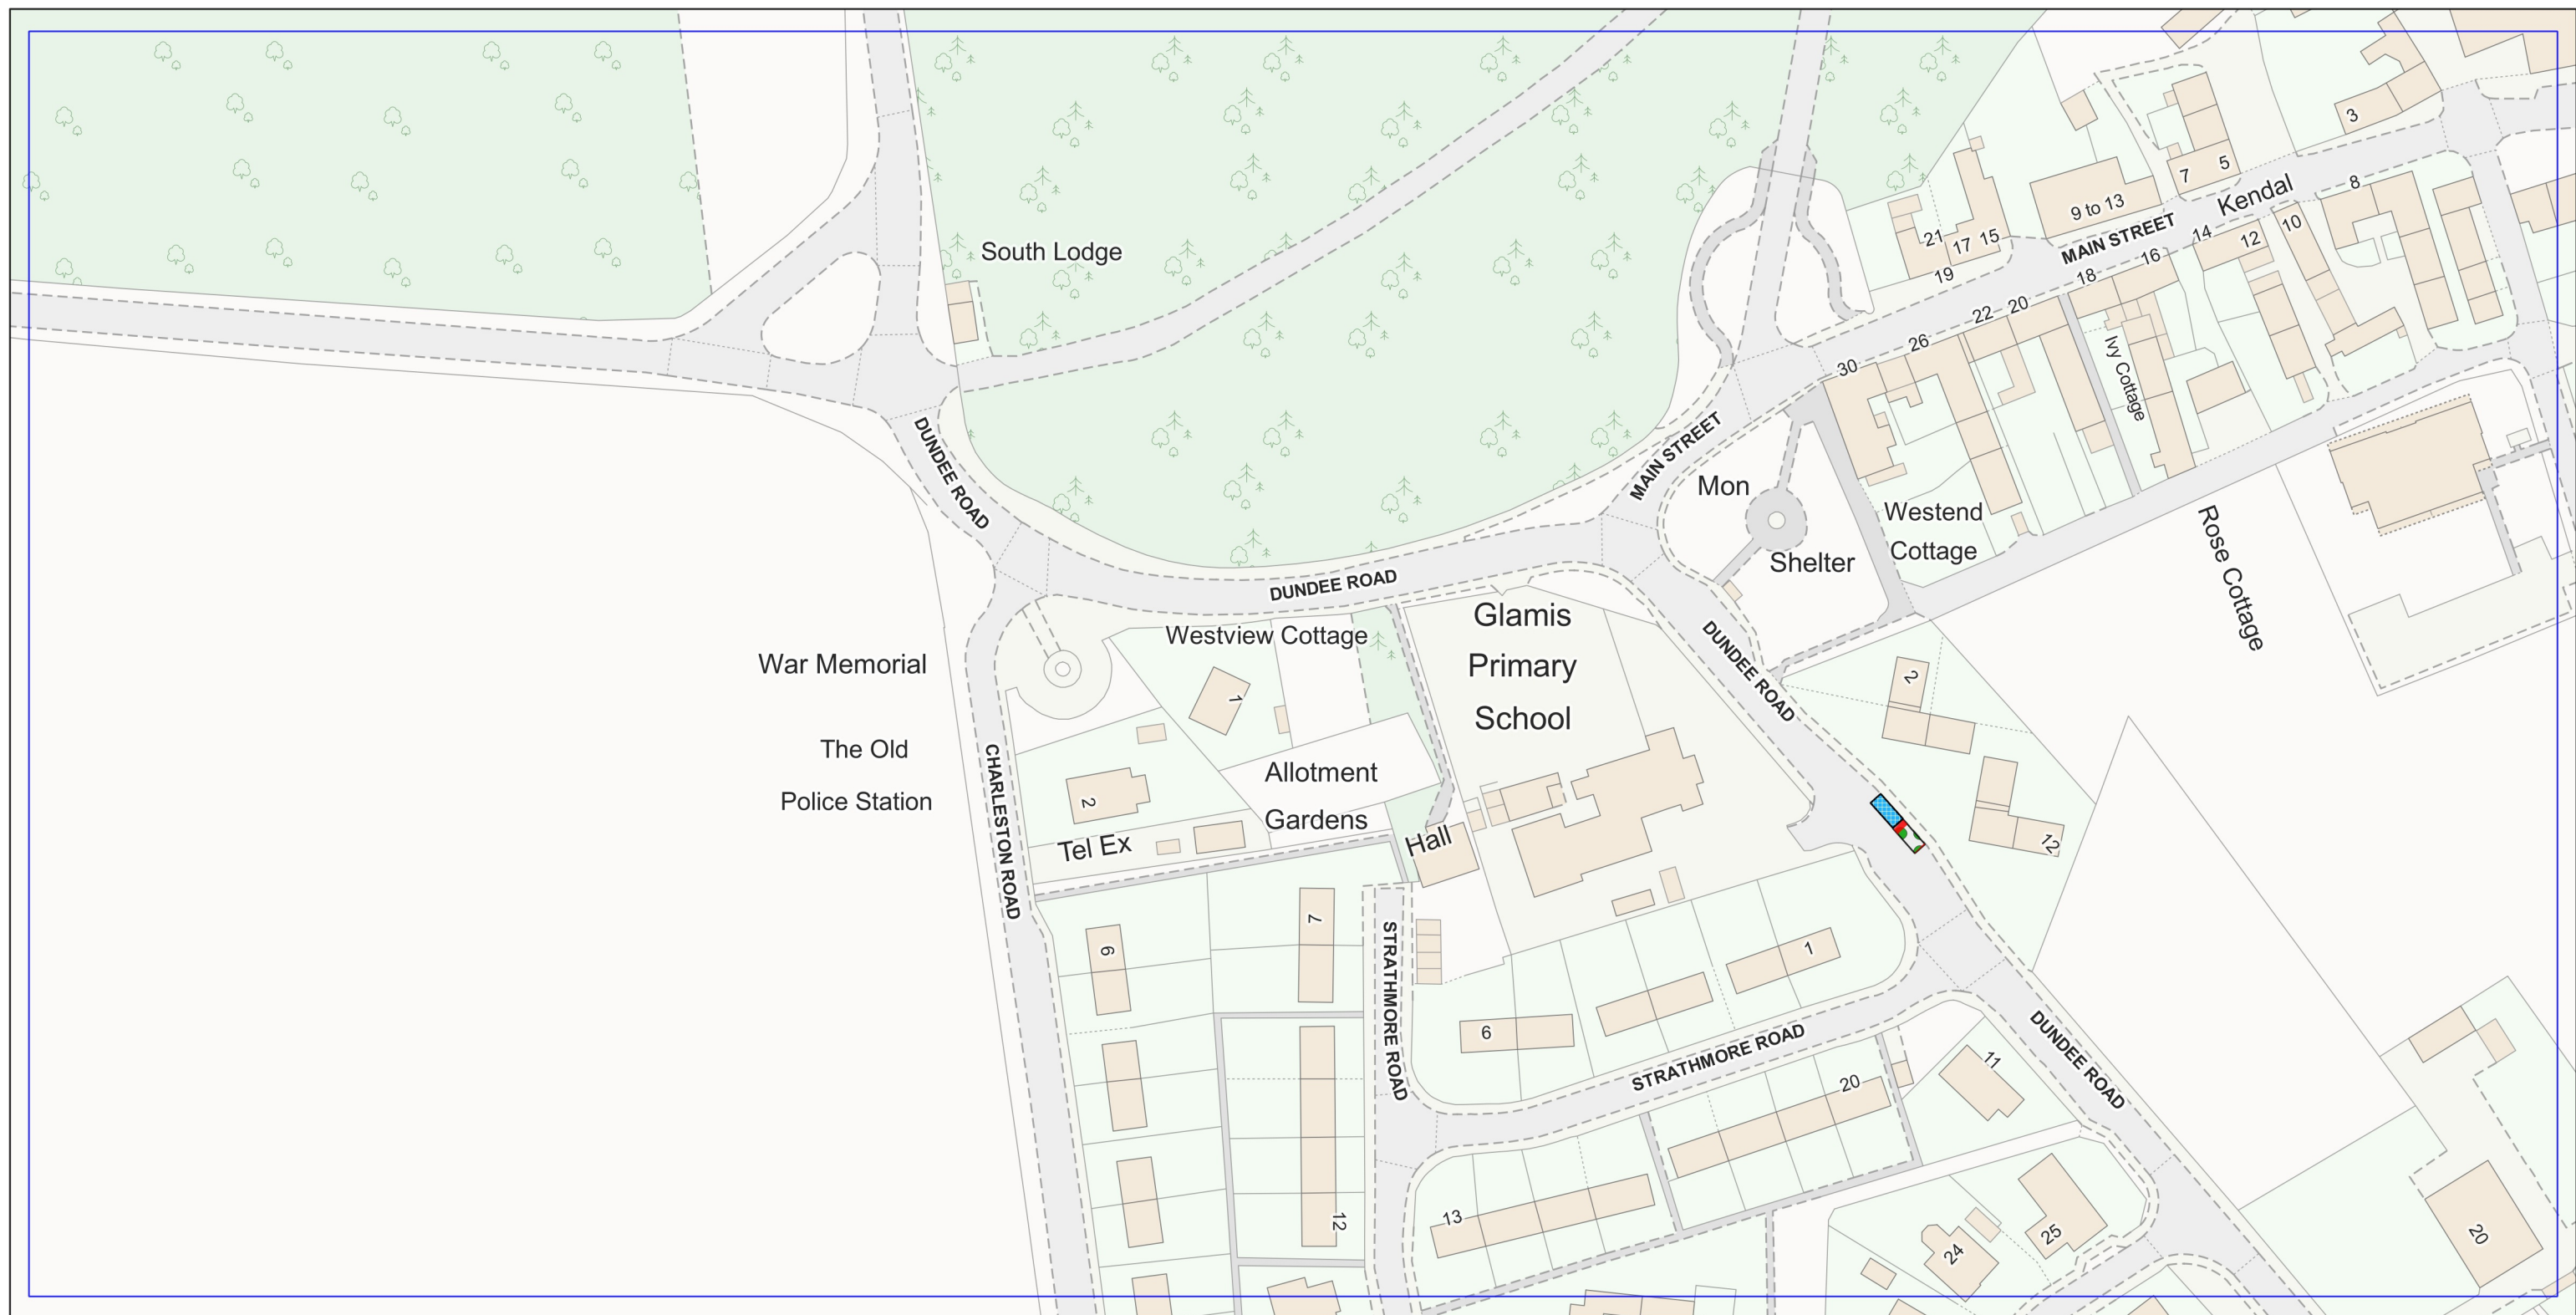 3
5
7
8
Kendal
9 to 13
MAIN STREET
10
12
14
16
18
15
17
21
19
20
22
26
30
South Lodge
Ivy Cottage
DUNDEE ROAD
MAIN STREET
Mon
Westend
Cottage
Shelter
Rose Cottage
DUNDEE ROAD
Glamis
Primary
School
Westview Cottage
War Memorial
DUNDEE ROAD
2
1
The Old
Police Station
CHARLESTON ROAD
2
Allotment
Gardens
Tel Ex
Hall
12
7
6
STRATHMORE ROAD
1
6
STRATHMORE ROAD
DUNDEE ROAD
11
20
12
13
24
25
20